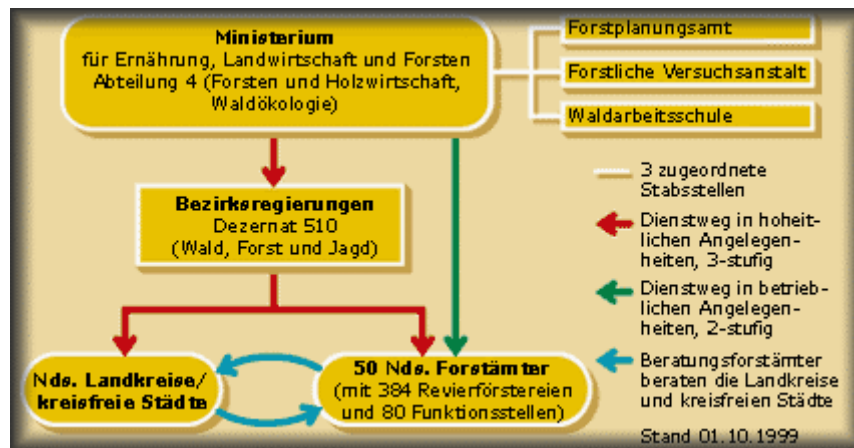 Ministerium
für Ernährung, Landwirtschaft und Forsten
Abteilung 4 (Forsten und Holzwirtschaft,
Waldökologie)
Forstplanungsamt
Forstliche Versuchsanstalt
Waldarbeitsschule
Bezirksregierungen
Dezernat 510
(Wald, Forst und Jagd)
Nds. Landkreise/
kreisfreie Städte
50 Nds. Forstämter
(mit 384 Revierförstereien
und 80 Funktionsstellen)
3 zugeordnete
Stabsstellen
Dienstweg in hoheit-
lichen Angelegen-
heiten, 3-stufig
Dienstweg in betrieb-
lichen Angelegen-
heiten, 2-stufig
Beratungsforstämter
beraten die Landkreise
und kreisfreien Städte
Stand 01.10.1999